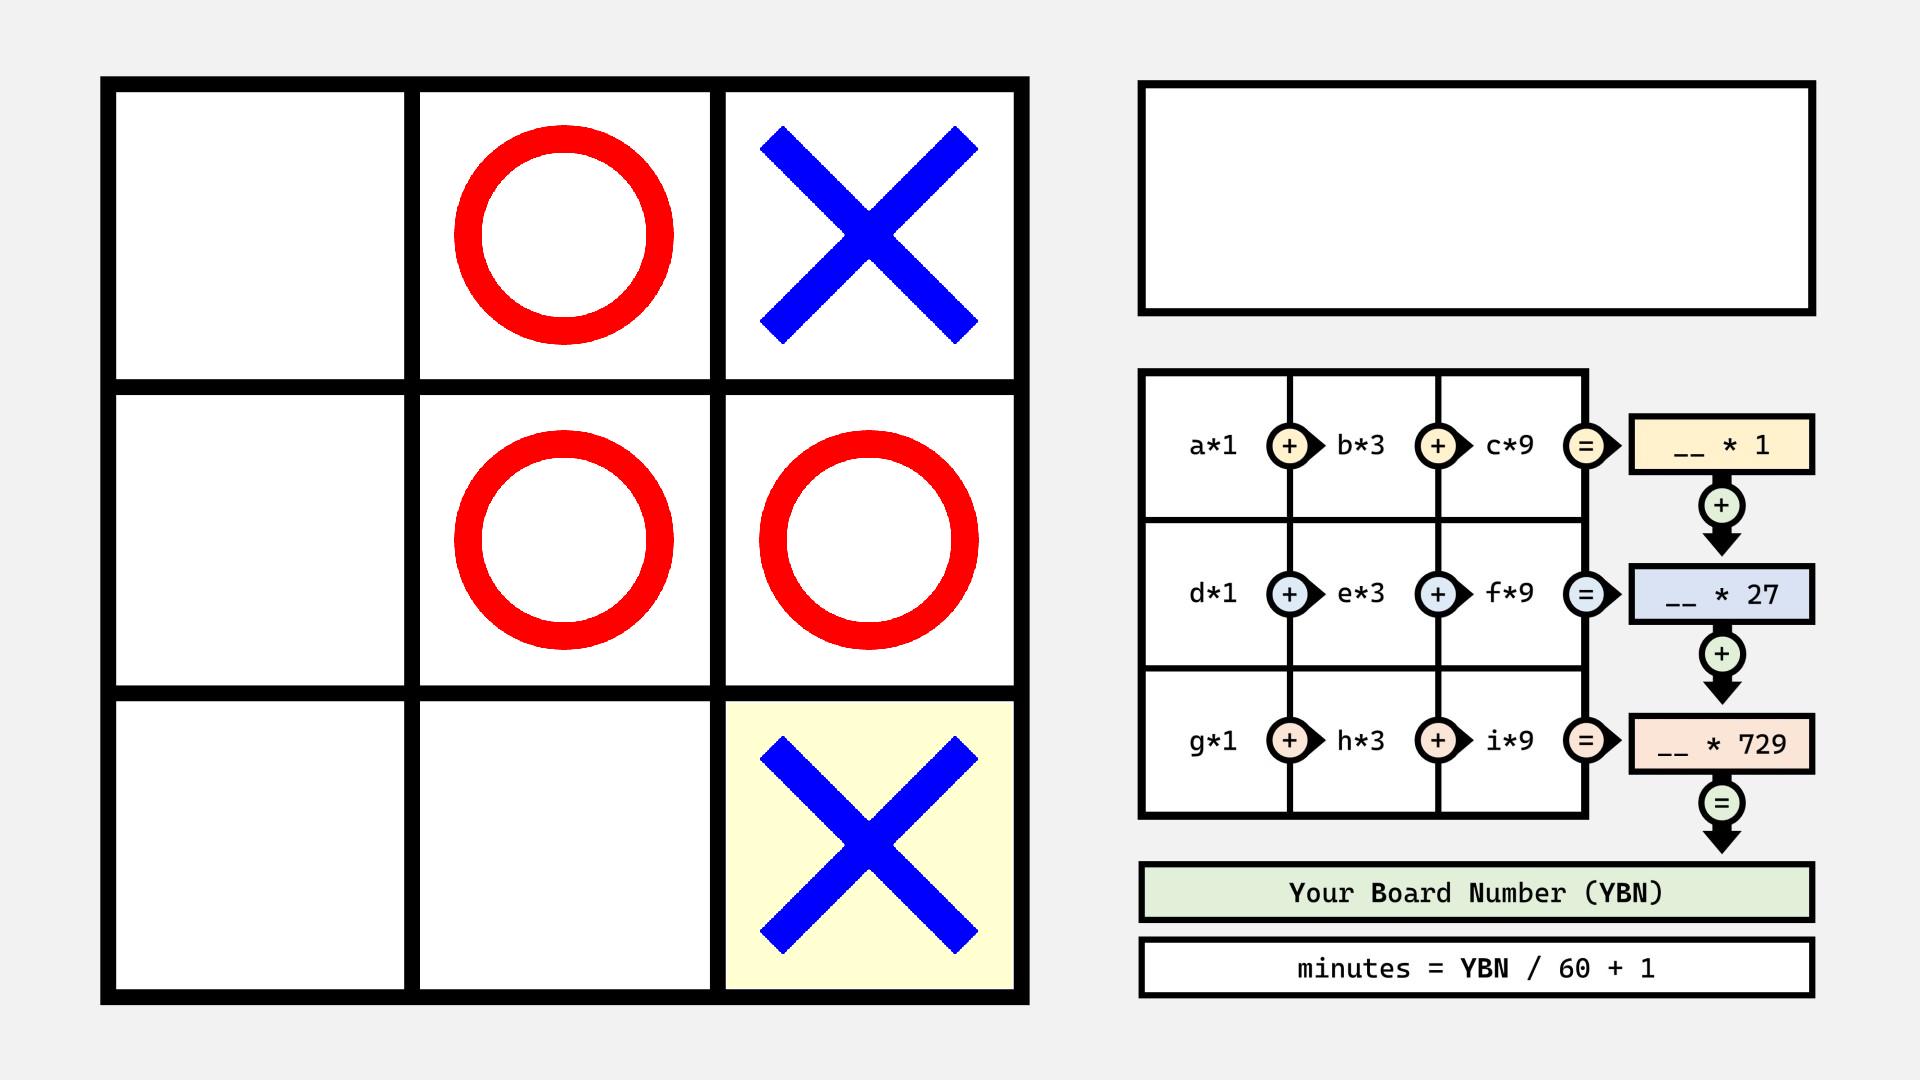 a*1 + b*3 + c*9 = __ * 1
+
d*1 + e*3 + f*9 = __ * 27
+
g*1 + h*3 + i*9 = __ * 729
=
Your Board Number (YBN)
minutes = YBN / 60 + 1